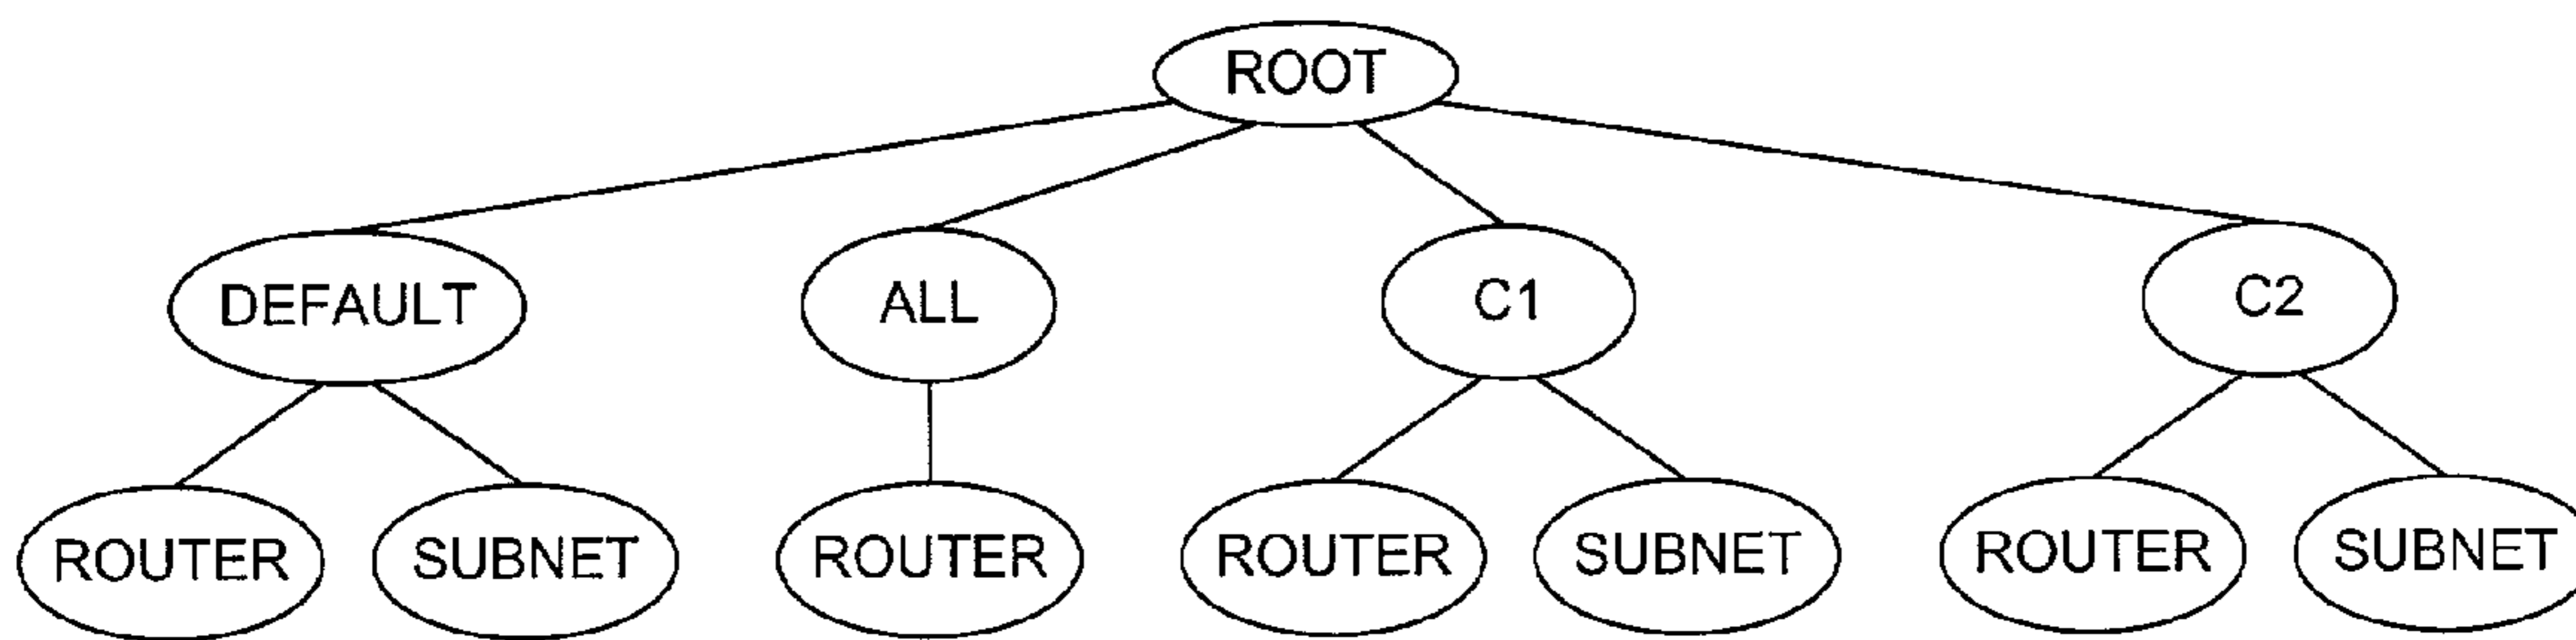 ROOT
DEFAULT ALL C1 C2
ROUTER SUBNET ROUTER ROUTER SUBNET ROUTER SUBNET